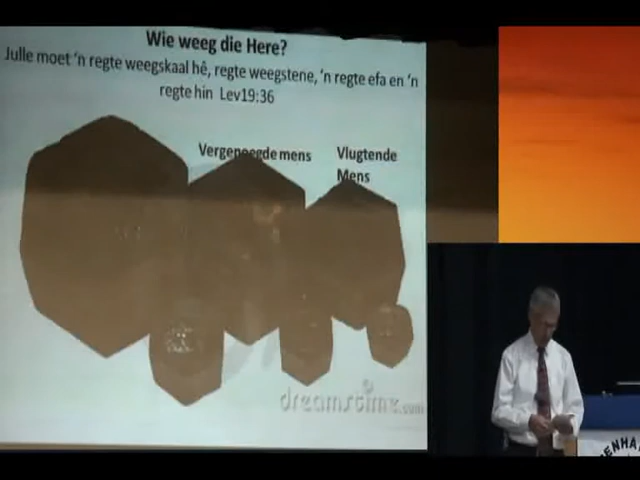 Wie weeg die Here?
Julle moet 'n regte weegskaal hê, regte weegstene, 'n regte efa en 'n
regte hin Lev19:36
Vergenoegde mens
Vlugtende
Mens
dreamstime.com
ENHA